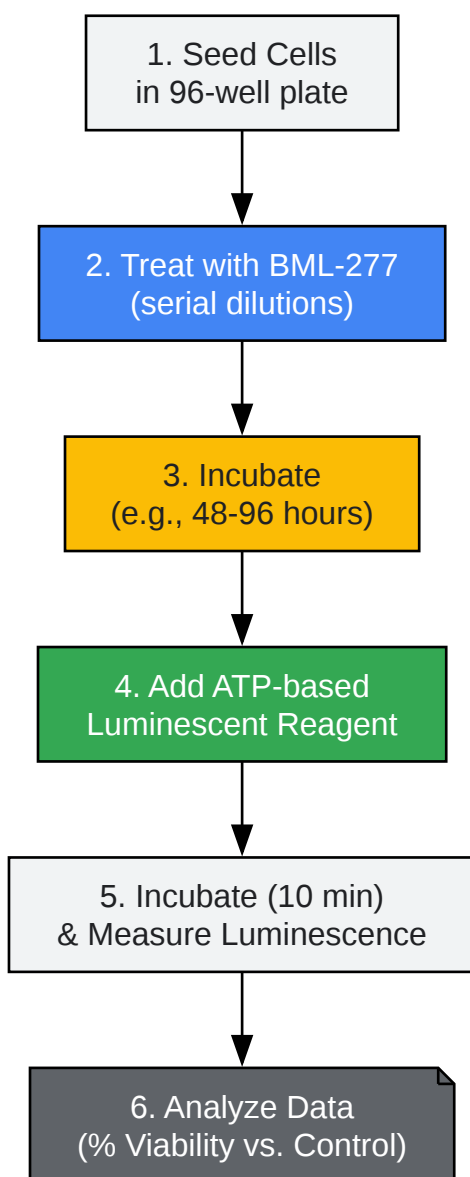 1. Seed Cells
in 96-well plate
2. Treat with BML-277
(serial dilutions)
3. Incubate
(e.g., 48-96 hours)
4. Add ATP-based
Luminescent Reagent
5. Incubate (10 min)
& Measure Luminescence
6. Analyze Data
(% Viability vs. Control)